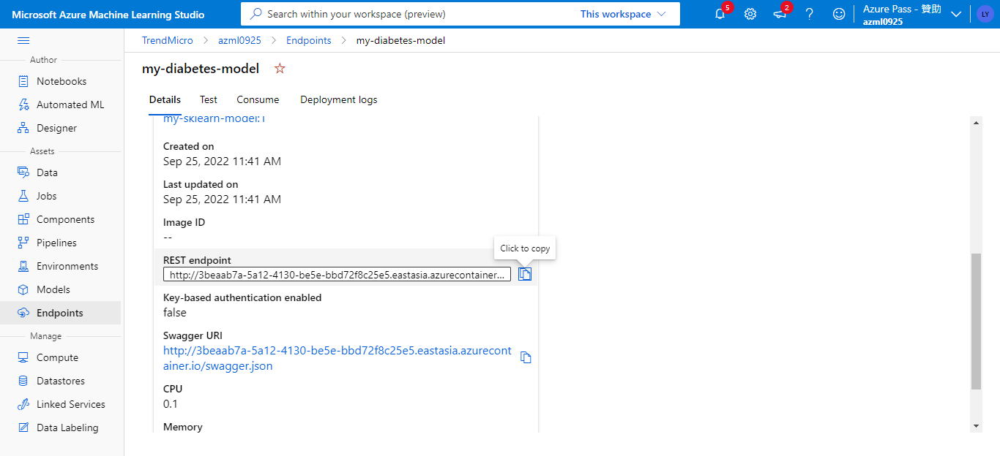 Microsoft Azure Machine Learning Studio
Search within your workspace (preview)
This workspace
5
2
Azure Pass - 贊助
azml0925
LY
TrendMicro > azml0925 > Endpoints > my-diabetes-model
my-diabetes-model
Details Test Consume Deployment logs
Author
Notebooks
Automated ML
Designer
Assets
Data
Jobs
Components
Pipelines
Environments
Models
Endpoints
Manage
Compute
Datastores
Linked Services
Data Labeling
my-sklearn-model:1
Created on
Sep 25, 2022 11:41 AM
Last updated on
Sep 25, 2022 11:41 AM
Image ID
--
Click to copy
REST endpoint
http://3beaab7a-5a12-4130-be5e-bbd72f8c25e5.eastasia.azurecontainer...
Key-based authentication enabled
false
Swagger URI
http://3beaab7a-5a12-4130-be5e-bbd72f8c25e5.eastasia.azurecont
ainer.io/swagger.json
CPU
0.1
Memory